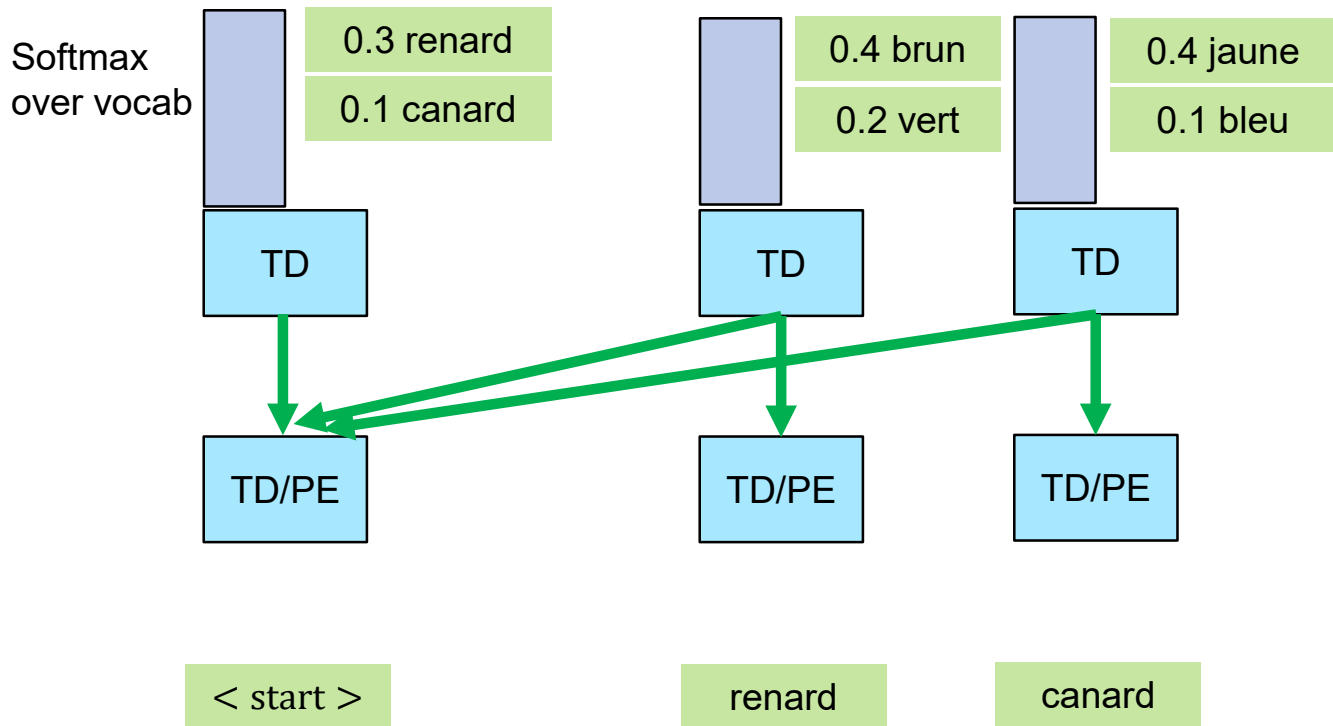 Softmax
over vocab
0.3 renard
0.1 canard
0.4 brun
0.2 vert
0.4 jaune
0.1 bleu
TD
TD
TD
TD/PE
TD/PE
TD/PE
< start >
renard
canard